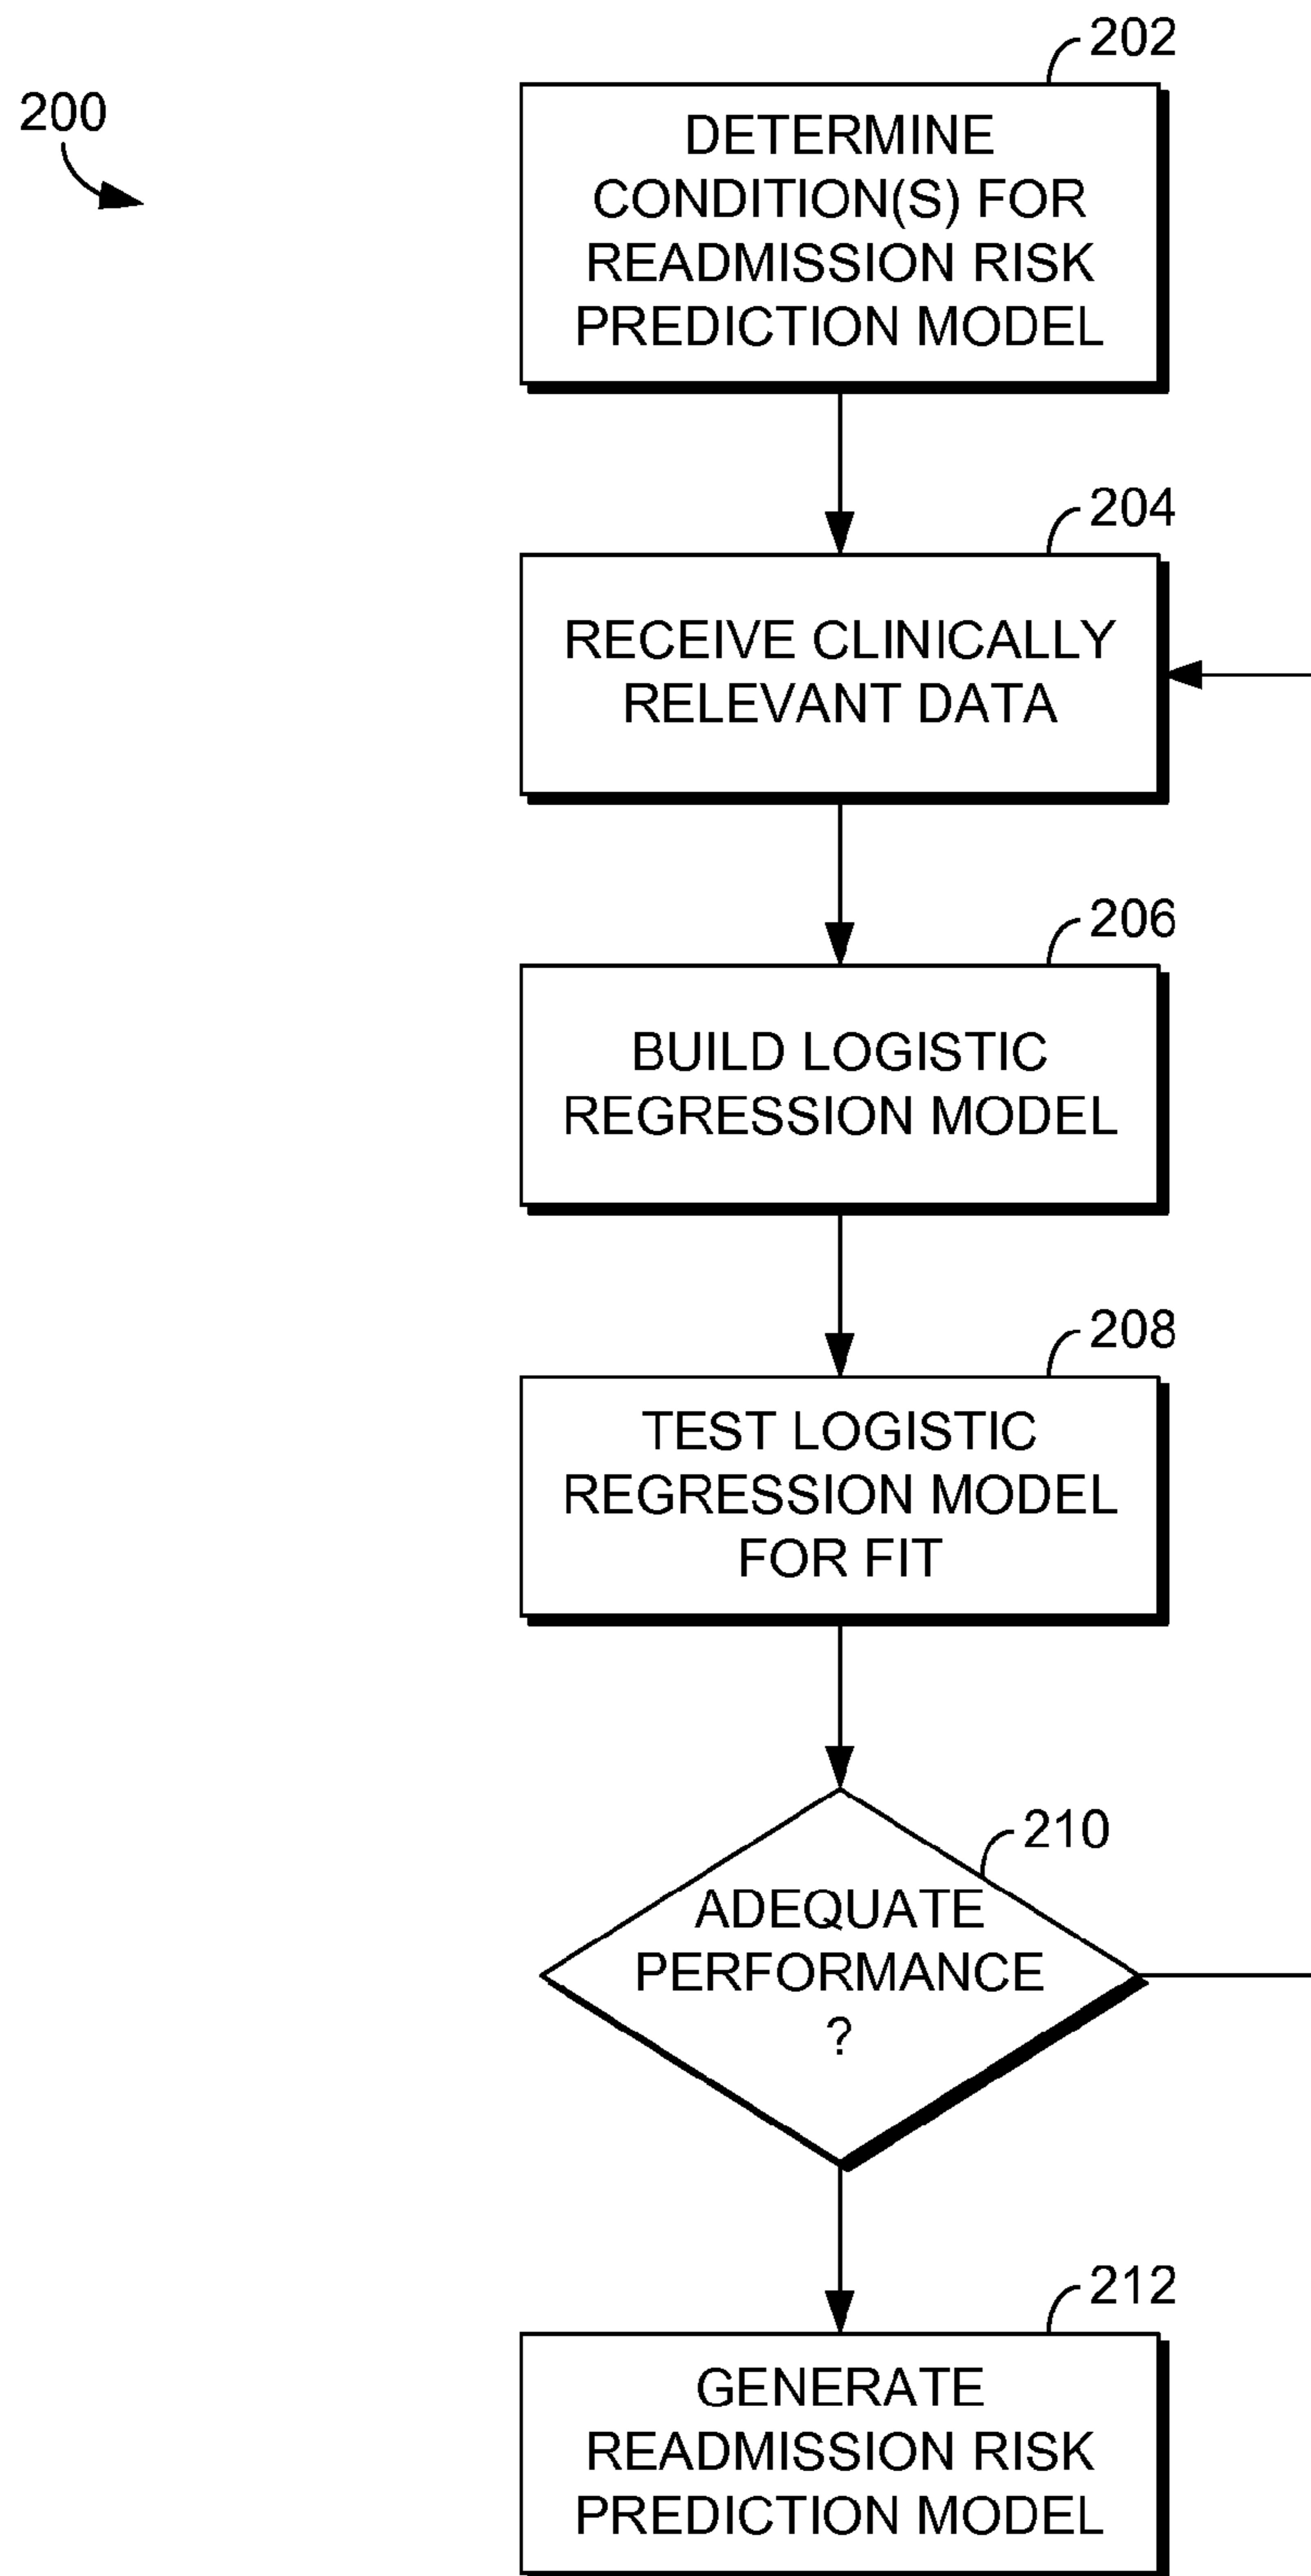 200
202
DETERMINE
CONDITION(S) FOR
READMISSION RISK
PREDICTION MODEL
204
RECEIVE CLINICALLY
RELEVANT DATA
206
BUILD LOGISTIC
REGRESSION MODEL
208
TEST LOGISTIC
REGRESSION MODEL
FOR FIT
210
ADEQUATE
PERFORMANCE
?
212
GENERATE
READMISSION RISK
PREDICTION MODEL